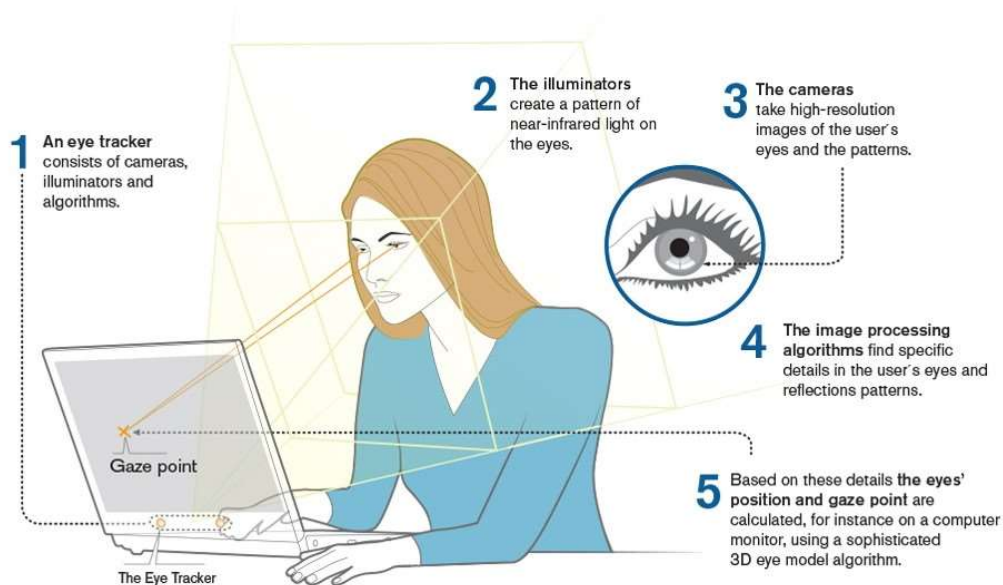 1
An eye tracker
consists of cameras,
illuminators and
algorithms.
2
The illuminators
create a pattern of
near-infrared light on
the eyes.
3
The cameras
take high-resolution
images of the user´s
eyes and the patterns.
4
The image processing
algorithms find specific
details in the user´s eyes and
reflections patterns.
5
Based on these details the eyes’
position and gaze point are
calculated, for instance on a computer
monitor, using a sophisticated
3D eye model algorithm.
Gaze point
The Eye Tracker